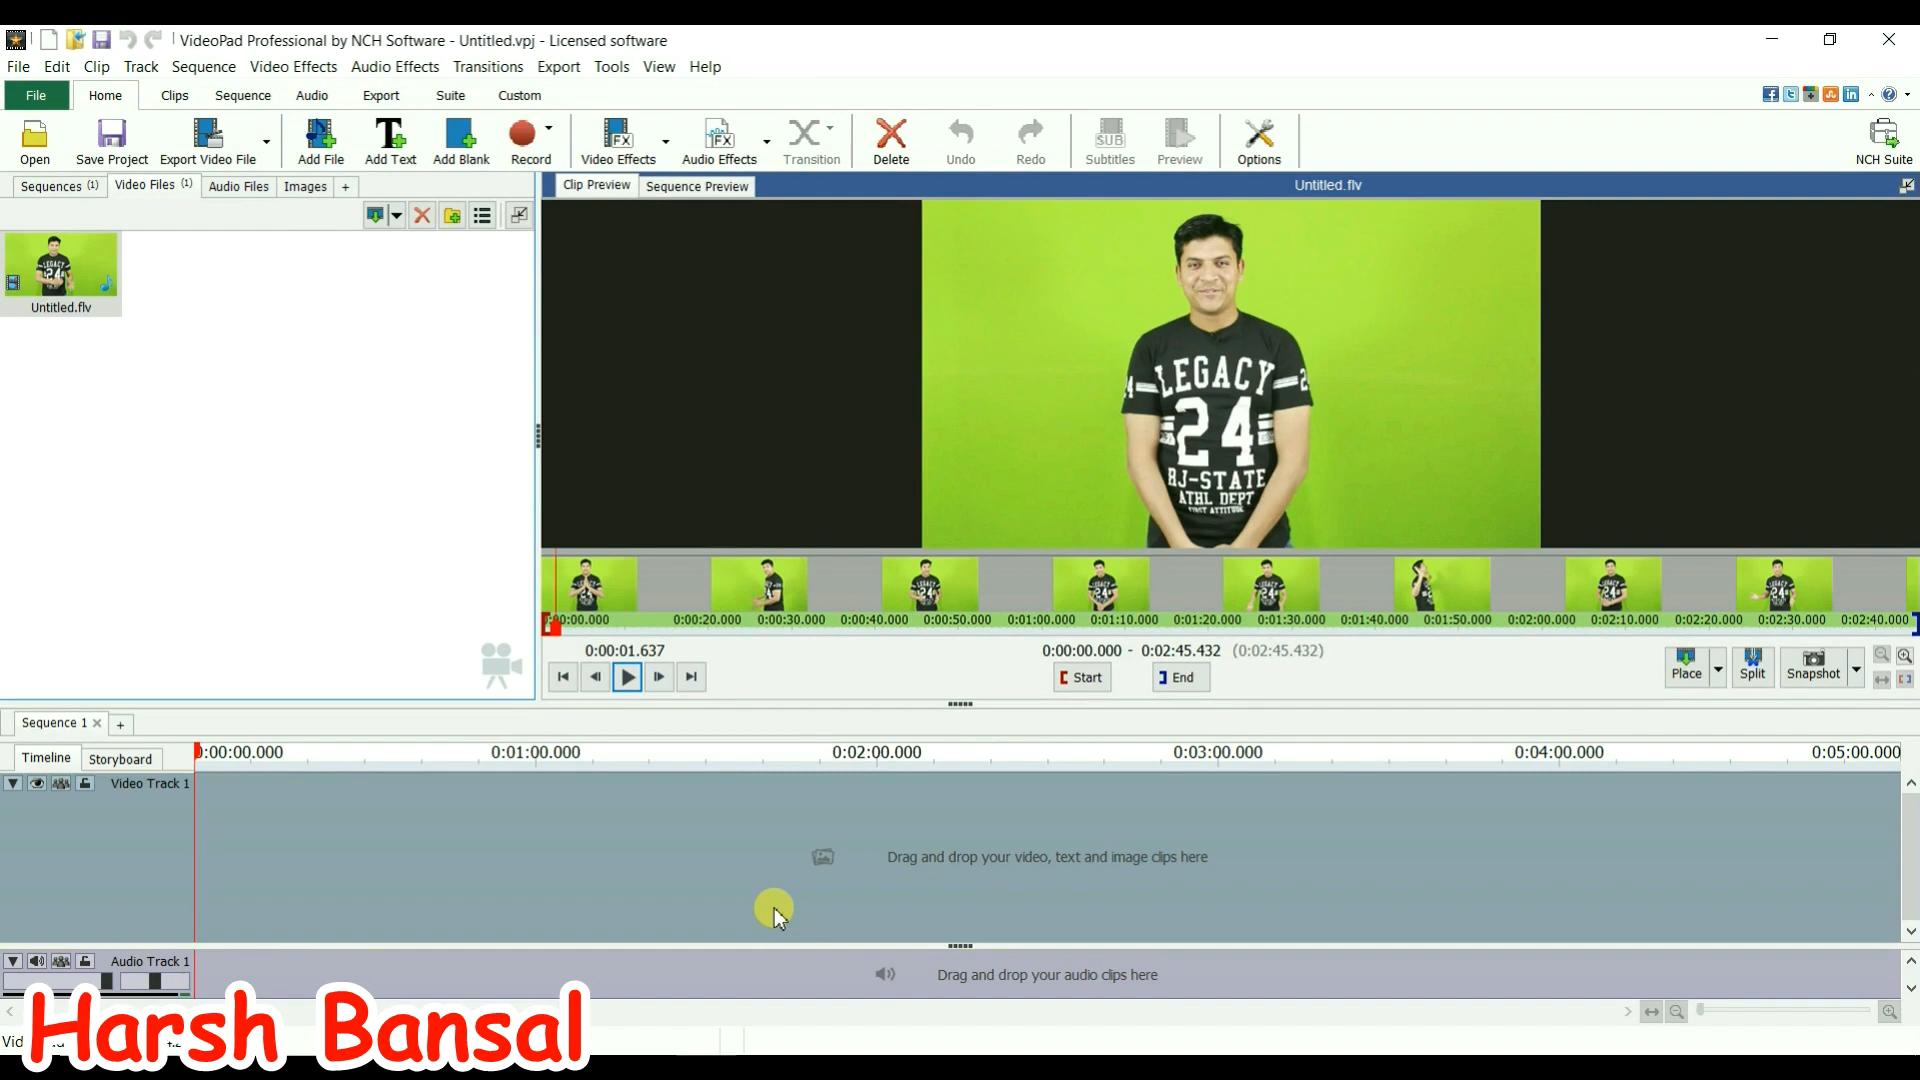 VideoPad Professional by NCH Software - Untitled.vpj - Licensed software
File Edit Clip Track Sequence Video Effects Audio Effects Transitions Export Tools View Help
File Home Clips Sequence Audio Export Suite Custom
Open Save Project Export Video File Add File Add Text Add Blank Record Video Effects Audio Effects Transition Delete Undo Redo Subtitles Preview Options NCH Suite
Sequences (1) Video Files (1) Audio Files Images +
Clip Preview Sequence Preview Untitled.flv
Untitled.flv
LEGACY
24
RJ-STATE
ATHL DEPT
FIRST ATTITUDE
0:00:00.000 0:00:20.000 0:00:30.000 0:00:40.000 0:00:50.000 0:01:00.000 0:01:10.000 0:01:20.000 0:01:30.000 0:01:40.000 0:01:50.000 0:02:00.000 0:02:10.000 0:02:20.000 0:02:30.000 0:02:40.000
0:00:01.637 0:00:00.000 - 0:02:45.432 (0:02:45.432)
Start End Place Split Snapshot
Sequence 1 +
Timeline Storyboard 0:00:00.000 0:01:00.000 0:02:00.000 0:03:00.000 0:04:00.000 0:05:00.000
Video Track 1
Drag and drop your video, text and image clips here
Audio Track 1
Drag and drop your audio clips here
Harsh Bansal